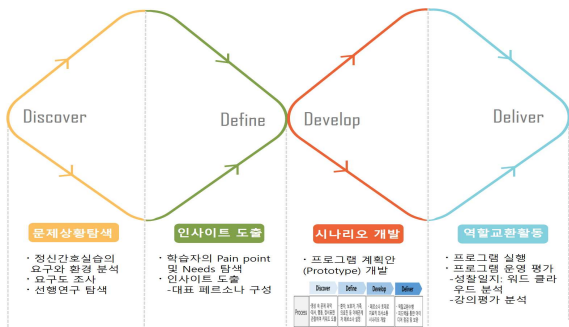 Discover
Define
Develop
Deliver
문제상황탐색
· 정신간호실습의
요구와 환경 분석
· 요구도 조사
· 선행연구 탐색
인사이트 도출
· 학습자의 Pain point
및 Needs 탐색
· 인사이트 도출
-대표 페르소나 구성
시나리오 개발
· 프로그램 계획안
(Prototype) 개발
Discover
Define
Develop
Deliver
Process
역할교환활동
· 프로그램 실행
· 프로그램 운영 평가
-성찰일지: 워드 클라
우드 분석
-강의평가 분석